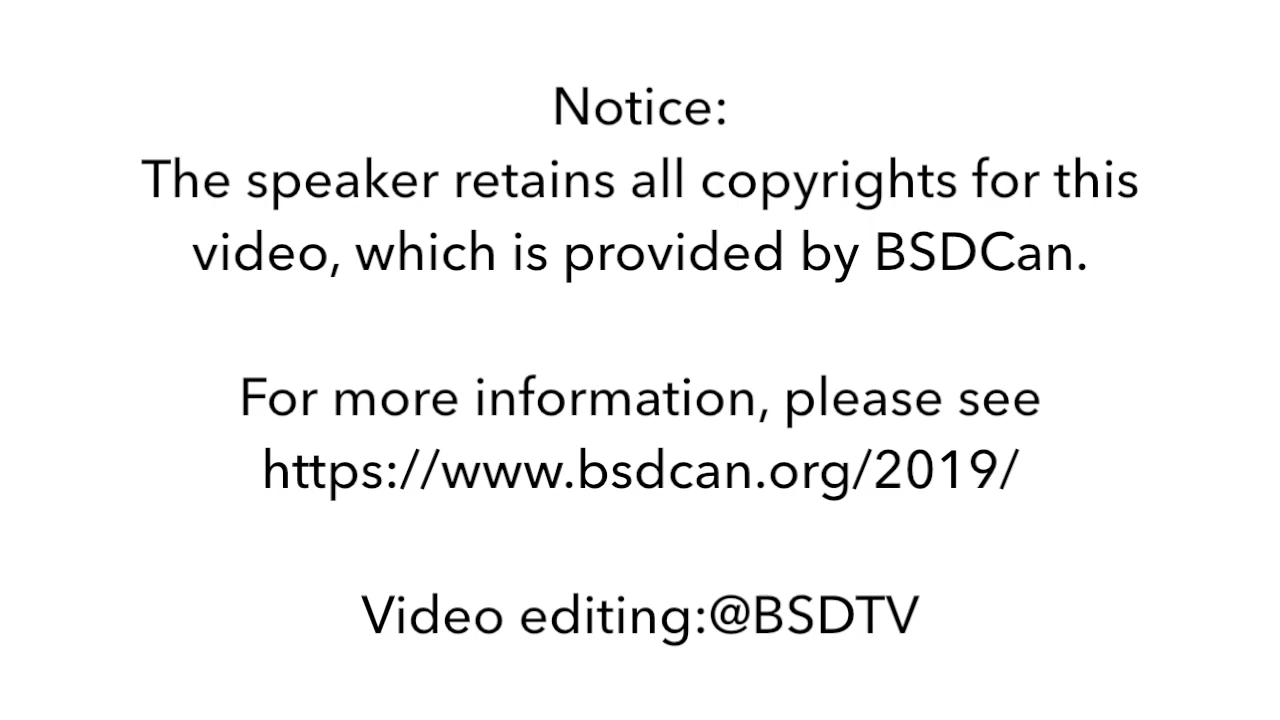 Notice:
The speaker retains all copyrights for this
video, which is provided by BSDCan.
For more information, please see
https://www.bsdcan.org/2019/
Video editing:@BSDTV